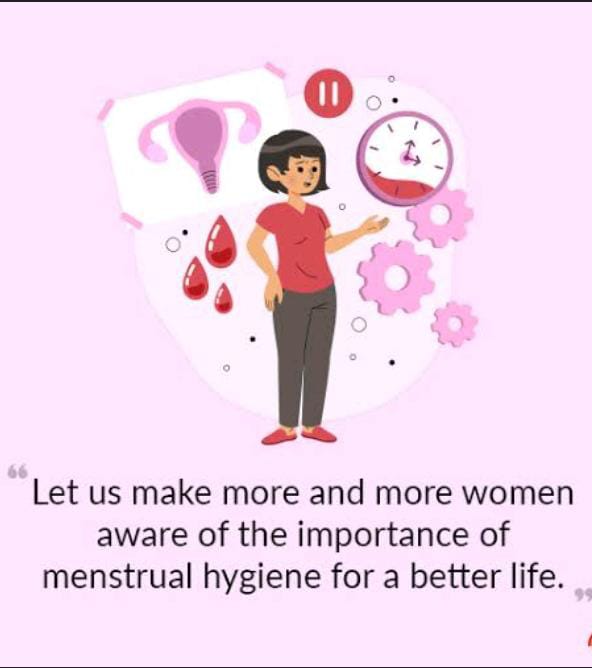 “Let us make more and more women
aware of the importance of
menstrual hygiene for a better life.”